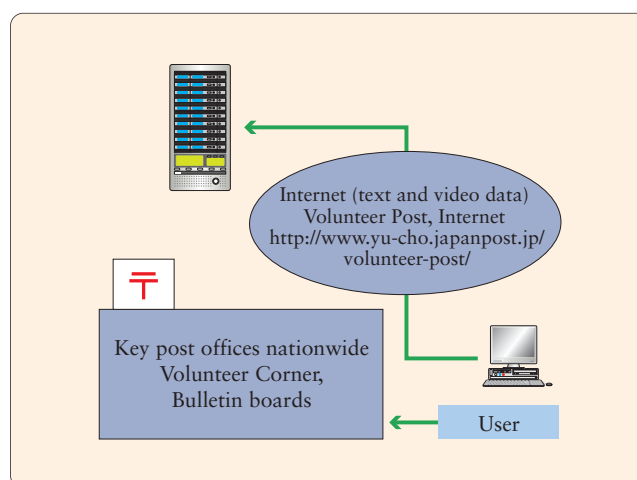 Internet (text and video data)
Volunteer Post, Internet
http://www.yu-cho.japanpost.jp/
volunteer-post/
〒
Key post offices nationwide
Volunteer Corner,
Bulletin boards
User